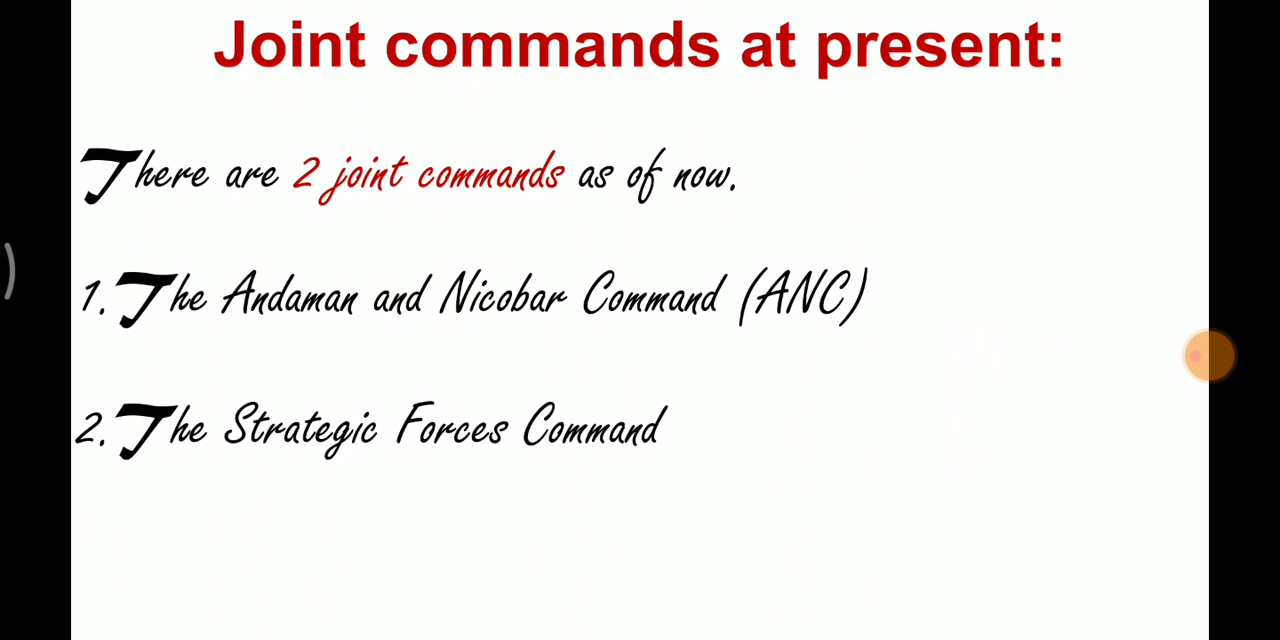 Joint commands at present:
There are 2 joint commands as of now.
1. The Andaman and Nicobar Command (ANC)
2. The Strategic Forces Command